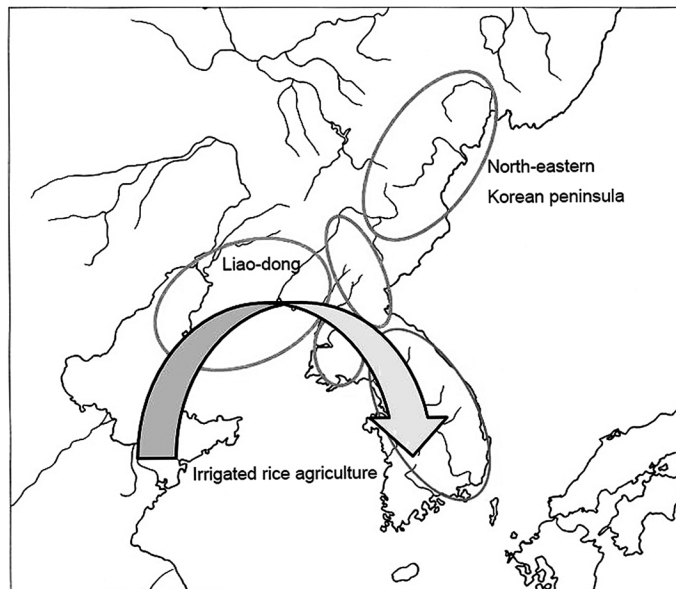 North-eastern
Korean peninsula
Liao-dong
Irrigated rice agriculture